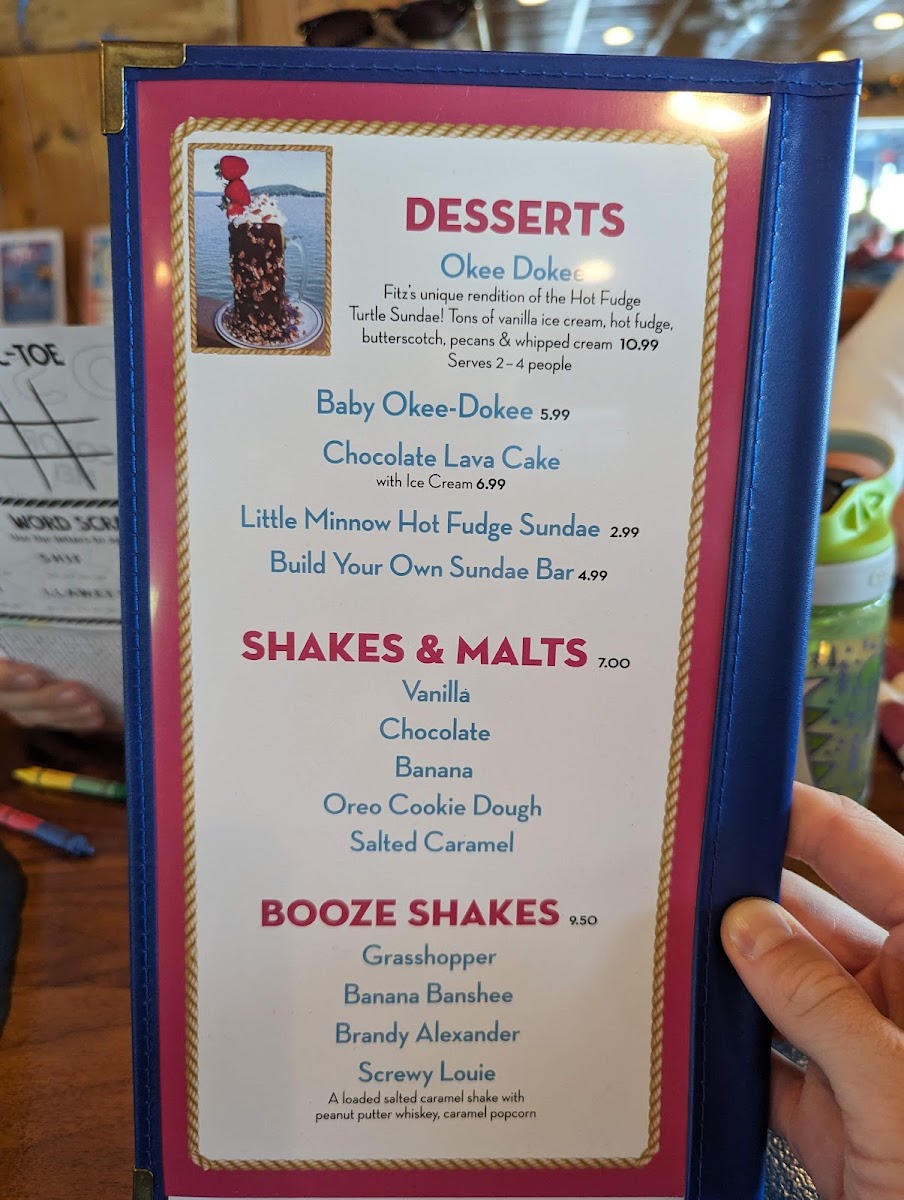 DESSERTS
Okee Dokee
Fitz's unique rendition of the Hot Fudge
Turtle Sundae! Tons of vanilla ice cream, hot fudge,
butterscotch, pecans & whipped cream 10.99
Serves 2–4 people
Baby Okee-Dokee 5.99
Chocolate Lava Cake
with Ice Cream 6.99
Little Minnow Hot Fudge Sundae 2.99
Build Your Own Sundae Bar 4.99
SHAKES & MALTS 7.00
Vanilla
Chocolate
Banana
Oreo Cookie Dough
Salted Caramel
BOOZE SHAKES 9.50
Grasshopper
Banana Banshee
Brandy Alexander
Screwy Louie
A loaded salted caramel shake with
peanut putter whiskey, caramel popcorn
-TOE
WORD SCR